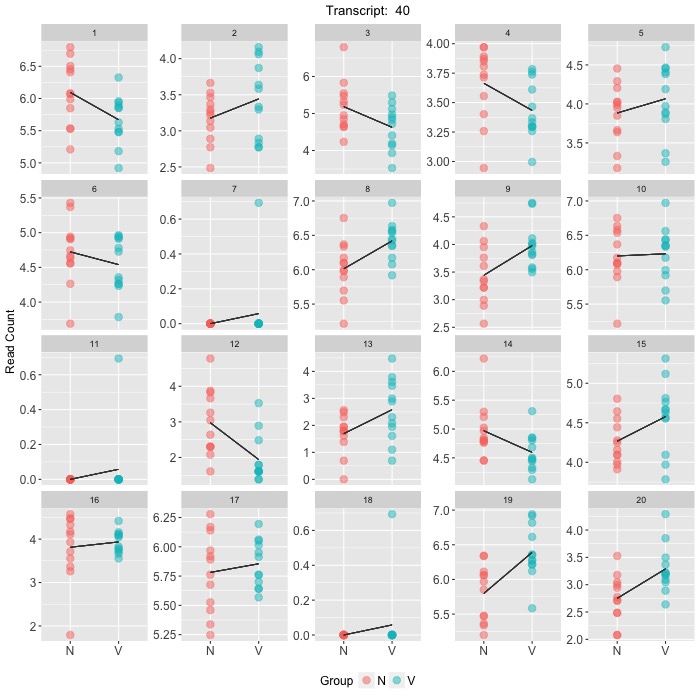 Transcript:  40
1 2 3 4 5
6.5 6.0 5.5 5.0
4.0 3.5 3.0 2.5
6 5 4
4.00 3.75 3.50 3.25 3.00
4.5 4.0 3.5
6 7 8 9 10
5.5 5.0 4.5 4.0
0.6 0.4 0.2 0.0
7.0 6.5 6.0 5.5
4.5 4.0 3.5 3.0 2.5
7.0 6.5 6.0 5.5
Read Count
11 12 13 14 15
0.6 0.4 0.2 0.0
4 3 2
4 3 2 1 0
6.0 5.5 5.0 4.5
5.0 4.5 4.0
16 17 18 19 20
4 3 2
6.25 6.00 5.75 5.50 5.25
0.6 0.4 0.2 0.0
7.0 6.5 6.0 5.5
4.0 3.5 3.0 2.5 2.0
N V N V N V N V N V
Group N V